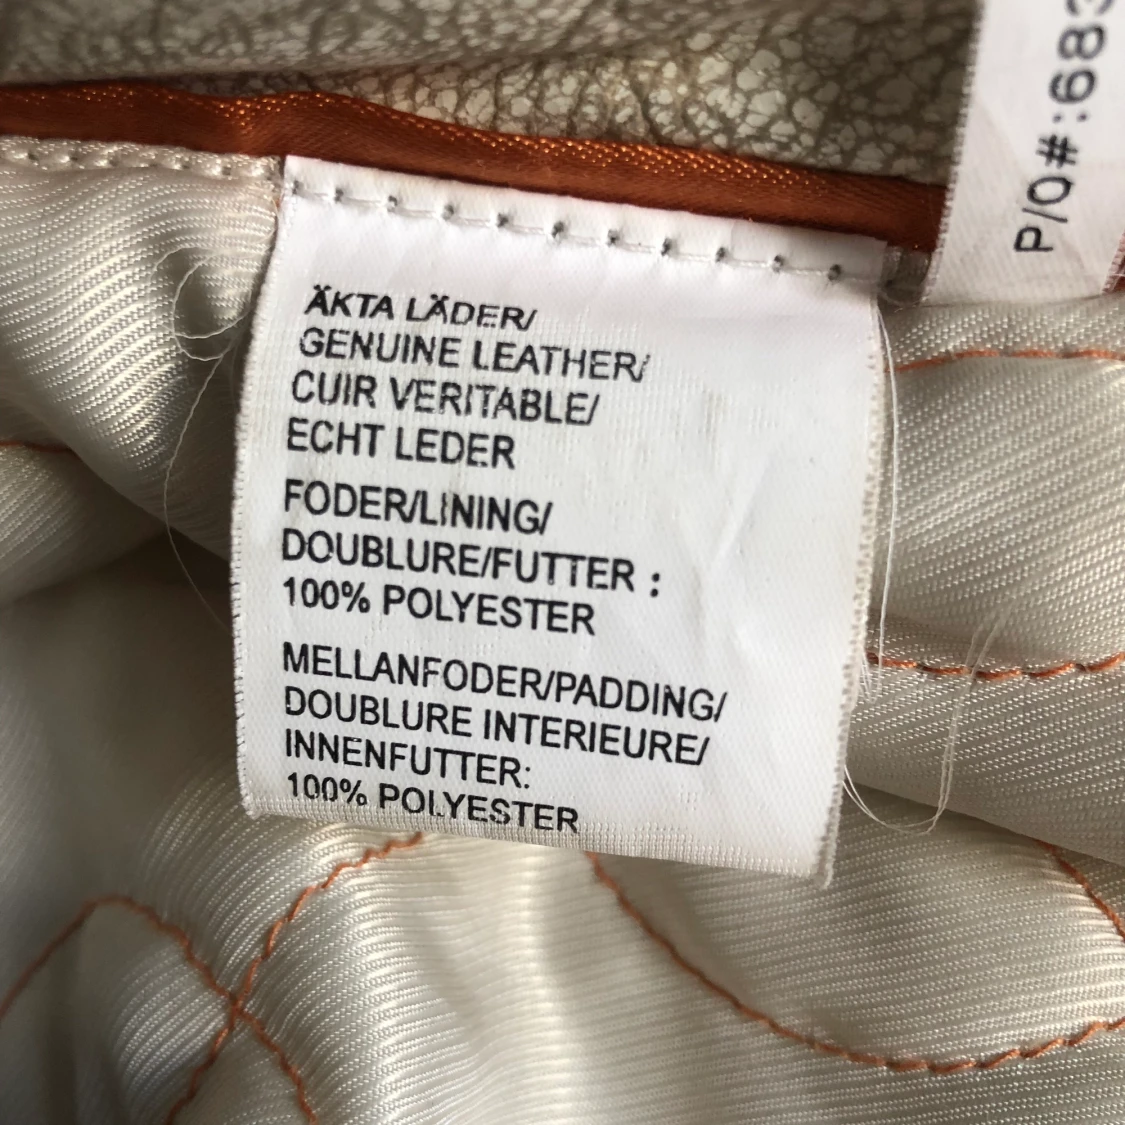 ÄKTA LÄDER/
GENUINE LEATHER/
CUIR VERITABLE/
ECHT LEDER
FODER/LINING/
DOUBLURE/FUTTER :
100% POLYESTER
MELLANFODER/PADDING/
DOUBLURE INTERIEURE/
INNENFUTTER:
100% POLYESTER
P/O#:683